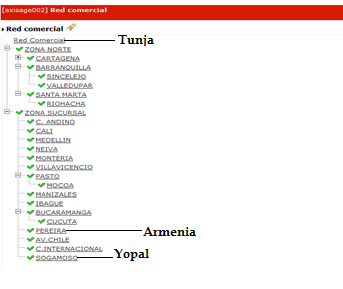 [axisage002] Red comercial
Red comercial
Red Comercial Tunja
ZONA NORTE
CARTAGENA
BARRANQUILLA
SINCELEJO
VALLEDUPAR
SANTA MARTA
RIOHACHA
ZONA SUCURSAL
C. ANDINO
CALI
MEDELLIN
NEIVA
MONTERIA
VILLAVICENCIO
PASTO
MOCOA
MANIZALES
IBAGUE
BUCARAMANGA
CUCUTA
PEREIRA Armenia
AV.CHILE
C.INTERNACIONAL
SOGAMOSO Yopal